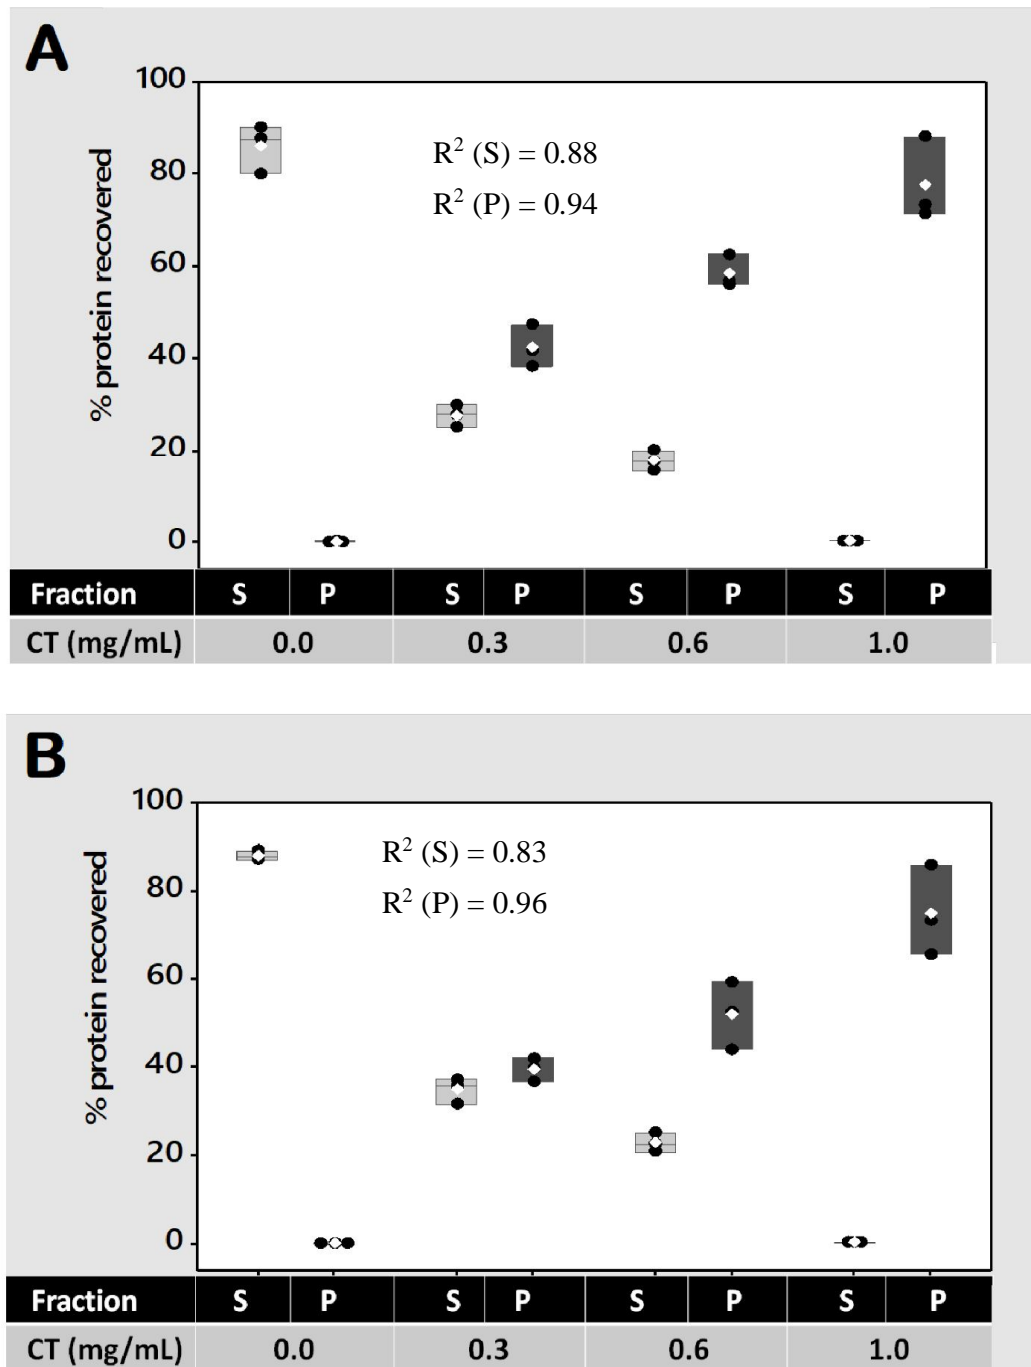 A
100
80
60
40
20
0
% protein recovered
R² (S) = 0.88
R² (P) = 0.94
Fraction S P S P S P S P
CT (mg/mL) 0.0 0.3 0.6 1.0
B
100
80
60
40
20
0
% protein recovered
R² (S) = 0.83
R² (P) = 0.96
Fraction S P S P S P S P
CT (mg/mL) 0.0 0.3 0.6 1.0